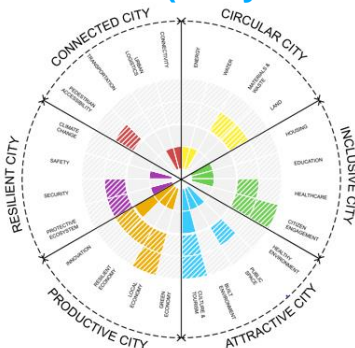 CONNECTED CITY
CIRCULAR CITY
INCLUSIVE CITY
ATTRACTIVE CITY
PRODUCTIVE CITY
RESILIENT CITY
ENERGY
WATER
MATERIALS &
WASTE
LAND
HOUSING
EDUCATION
HEALTHCARE
CITIZEN
ENGAGEMENT
HEALTHY
ENVIRONMENT
PUBLIC
SPACE
BUILT
ENVIRONMENT
CULTURE &
TOURISM
GREEN
ECONOMY
LOCAL
ECONOMY
RESILIENT
ECONOMY
INNOVATION
PROTECTIVE
ECOSYSTEM
SECURITY
SAFETY
CLIMATE
CHANGE
PEDESTRIAN
ACCESSIBILITY
TRANSPORTATION
URBAN
LOGISTICS
CONNECTIVITY